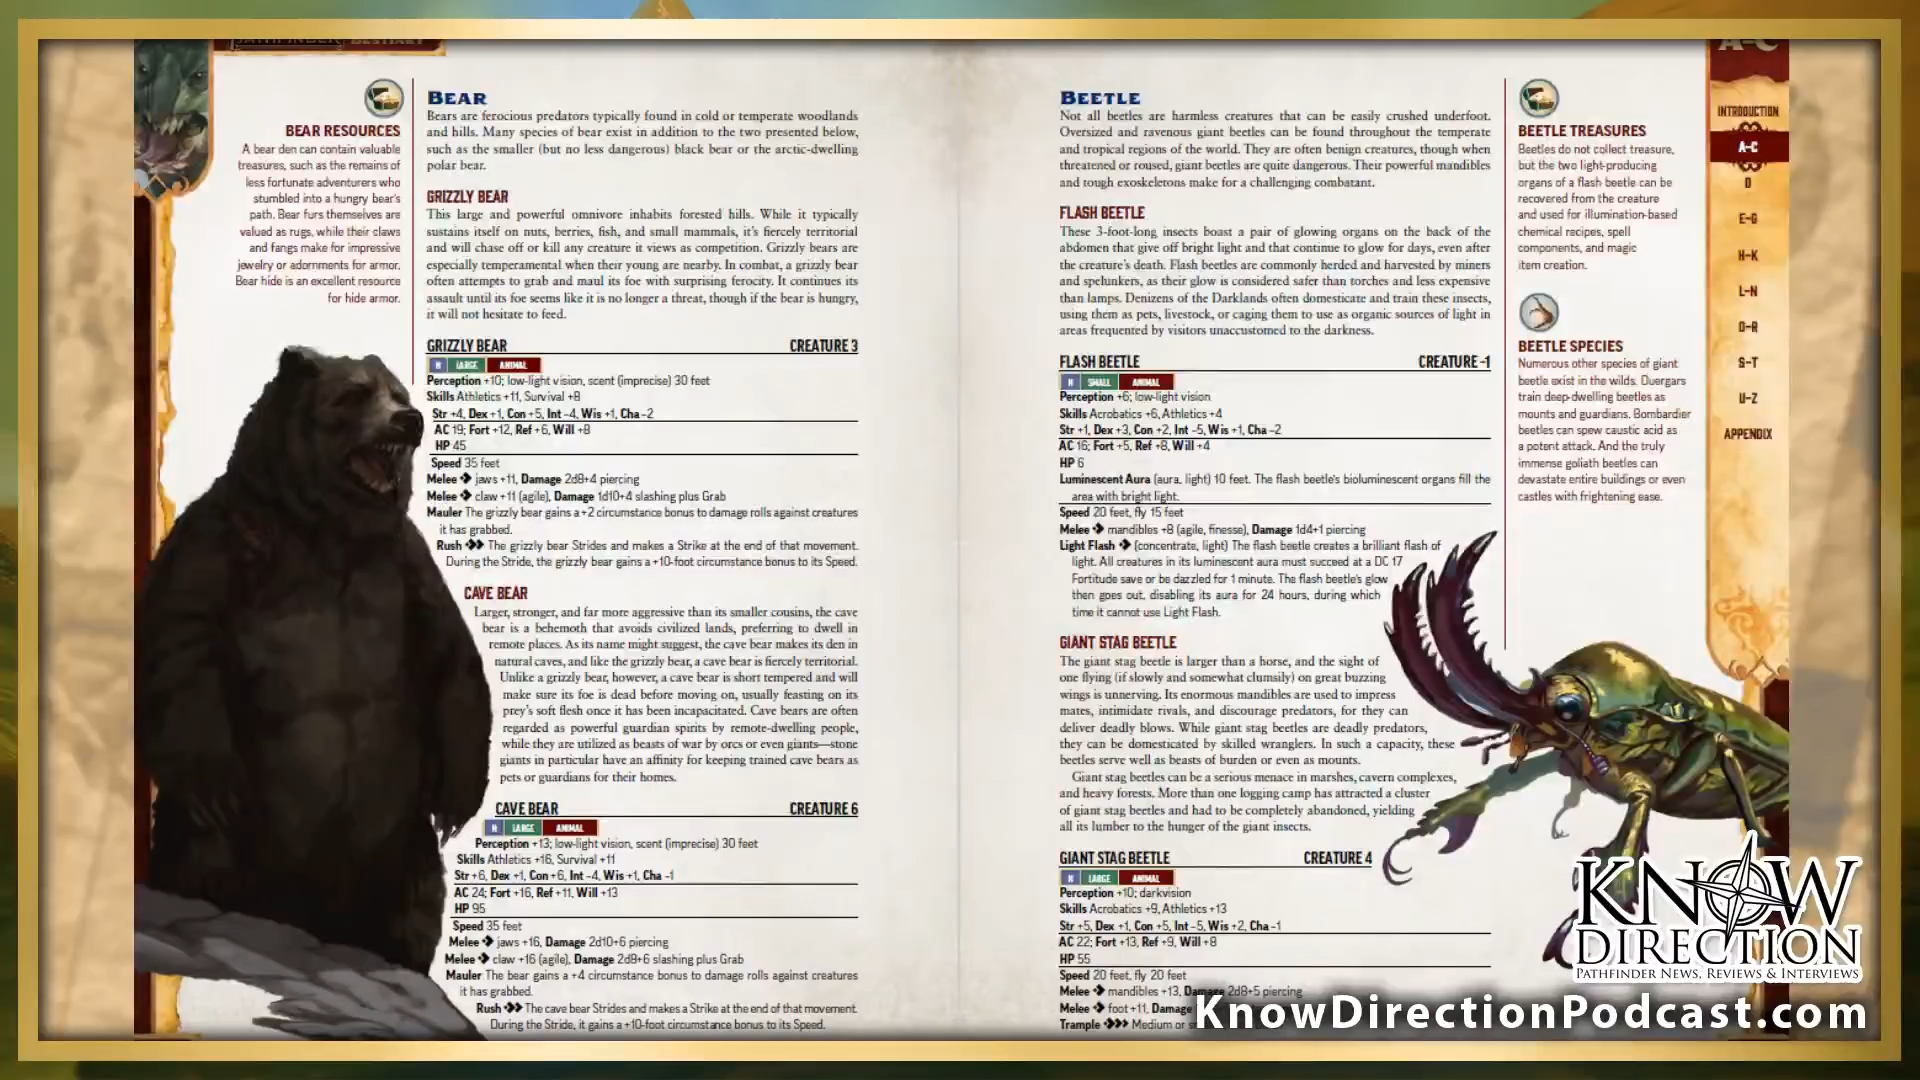 BEAR RESOURCES
A bear den can contain valuable
treasures, such as the remains of
less fortunate adventurers who
stumbled into a hungry bear's
path. Bear furs themselves are
valued as rugs, while their claws
and fangs make for impressive
jewelry or adornments for armor.
Bear hide is an excellent resource
for hide armor.
BEAR
Bears are ferocious predators typically found in cold or temperate woodlands
and hills. Many species of bear exist in addition to the two presented below,
such as the smaller (but no less dangerous) black bear or the arctic-dwelling
polar bear.
GRIZZLY BEAR
This large and powerful omnivore inhabits forested hills. While it typically
sustains itself on nuts, berries, fish, and small mammals, it's fiercely territorial
and will chase off or kill any creature it views as competition. Grizzly bears are
especially temperamental when their young are nearby. In combat, a grizzly bear
often attempts to grab and maul its foe with surprising ferocity. It continues its
assault until its foe seems like it is no longer a threat, though if the bear is hungry,
it will not hesitate to feed.
GRIZZLY BEAR CREATURE 3
N LARGE ANIMAL
Perception +10; low-light vision, scent (imprecise) 30 feet
Skills Athletics +11, Survival +8
Str +4, Dex +1, Con +5, Int -4, Wis +1, Cha -2
AC 19; Fort +12, Ref +6, Will +8
HP 45
Speed 35 feet
Melee jaws +11, Damage 2d8+4 piercing
Melee claw +11 (agile), Damage 1d10+4 slashing plus Grab
Mauler The grizzly bear gains a +2 circumstance bonus to damage rolls against creatures
it has grabbed.
Rush The grizzly bear Strides and makes a Strike at the end of that movement.
During the Stride, the grizzly bear gains a +10-foot circumstance bonus to its Speed.
CAVE BEAR
Larger, stronger, and far more aggressive than its smaller cousins, the cave
bear is a behemoth that avoids civilized lands, preferring to dwell in
remote places. As its name might suggest, the cave bear makes its den in
natural caves, and like the grizzly bear, a cave bear is fiercely territorial.
Unlike a grizzly bear, however, a cave bear is short tempered and will
make sure its foe is dead before moving on, usually feasting on its
prey's soft flesh once it has been incapacitated. Cave bears are often
regarded as powerful guardian spirits by remote-dwelling people,
while they are utilized as beasts of war by orcs or even giants—stone
giants in particular have an affinity for keeping trained cave bears as
pets or guardians for their homes.
CAVE BEAR CREATURE 6
N LARGE ANIMAL
Perception +13; low-light vision, scent (imprecise) 30 feet
Skills Athletics +16, Survival +11
Str +6, Dex +1, Con +6, Int -4, Wis +1, Cha -1
AC 24; Fort +16, Ref +11, Will +13
HP 95
Speed 35 feet
Melee jaws +16, Damage 2d10+6 piercing
Melee claw +16 (agile), Damage 2d8+6 slashing plus Grab
Mauler The bear gains a +4 circumstance bonus to damage rolls against creatures
it has grabbed.
Rush The cave bear Strides and makes a Strike at the end of that movement.
During the Stride, it gains a +10-foot circumstance bonus to its Speed.
BEETLE
Not all beetles are harmless creatures that can be easily crushed underfoot.
Oversized and ravenous giant beetles can be found throughout the temperate
and tropical regions of the world. They are often benign creatures, though when
threatened or roused, giant beetles are quite dangerous. Their powerful mandibles
and tough exoskeletons make for a challenging combatant.
FLASH BEETLE
These 3-foot-long insects boast a pair of glowing organs on the back of the
abdomen that give off bright light and that continue to glow for days, even after
the creature's death. Flash beetles are commonly herded and harvested by miners
and spelunkers, as their glow is considered safer than torches and less expensive
than lamps. Denizens of the Darklands often domesticate and train these insects,
using them as pets, livestock, or caging them to use as organic sources of light in
areas frequented by visitors unaccustomed to the darkness.
FLASH BEETLE CREATURE -1
N SMALL ANIMAL
Perception +6; low-light vision
Skills Acrobatics +6, Athletics +4
Str +1, Dex +3, Con +2, Int -5, Wis +1, Cha -2
AC 16; Fort +5, Ref +8, Will +4
HP 6
Luminescent Aura (aura, light) 10 feet. The flash beetle's bioluminescent organs fill the
area with bright light.
Speed 20 feet, fly 15 feet
Melee mandibles +8 (agile, finesse), Damage 1d4+1 piercing
Light Flash (concentrate, light) The flash beetle creates a brilliant flash of
light. All creatures in its luminescent aura must succeed at a DC 17
Fortitude save or be dazzled for 1 minute. The flash beetle's glow
then goes out, disabling its aura for 24 hours, during which
time it cannot use Light Flash.
GIANT STAG BEETLE
The giant stag beetle is larger than a horse, and the sight of
one flying (if slowly and somewhat clumsily) on great buzzing
wings is unnerving. Its enormous mandibles are used to impress
mates, intimidate rivals, and discourage predators, for they can
deliver deadly blows. While giant stag beetles are deadly predators,
they can be domesticated by skilled wranglers. In such a capacity, these
beetles serve well as beasts of burden or even as mounts.
Giant stag beetles can be a serious menace in marshes, cavern complexes,
and heavy forests. More than one logging camp has attracted a cluster
of giant stag beetles and had to be completely abandoned, yielding
all its lumber to the hunger of the giant insects.
GIANT STAG BEETLE CREATURE 4
N LARGE ANIMAL
Perception +10; darkvision
Skills Acrobatics +9, Athletics +13
Str +5, Dex +1, Con +5, Int -5, Wis +2, Cha -1
AC 22; Fort +13, Ref +9, Will +8
HP 55
Speed 20 feet, fly 20 feet
Melee mandibles +13, Damage 2d8+5 piercing
Melee foot +11, Damage
Trample Medium or
BEETLE TREASURES
Beetles do not collect treasure,
but the two light-producing
organs of a flash beetle can be
recovered from the creature
and used for illumination-based
chemical recipes, spell
components, and magic
item creation.
BEETLE SPECIES
Numerous other species of giant
beetle exist in the wilds. Duergars
train deep-dwelling beetles as
mounts and guardians. Bombardier
beetles can spew caustic acid as
a potent attack. And the truly
immense goliath beetles can
devastate entire buildings or even
castles with frightening ease.
A-C
INTRODUCTION
A-C
D
E-G
H-K
L-N
O-R
S-T
U-Z
APPENDIX
KNOW
DIRECTION
PATHFINDER NEWS, REVIEWS & INTERVIEWS
KnowDirectionPodcast.com